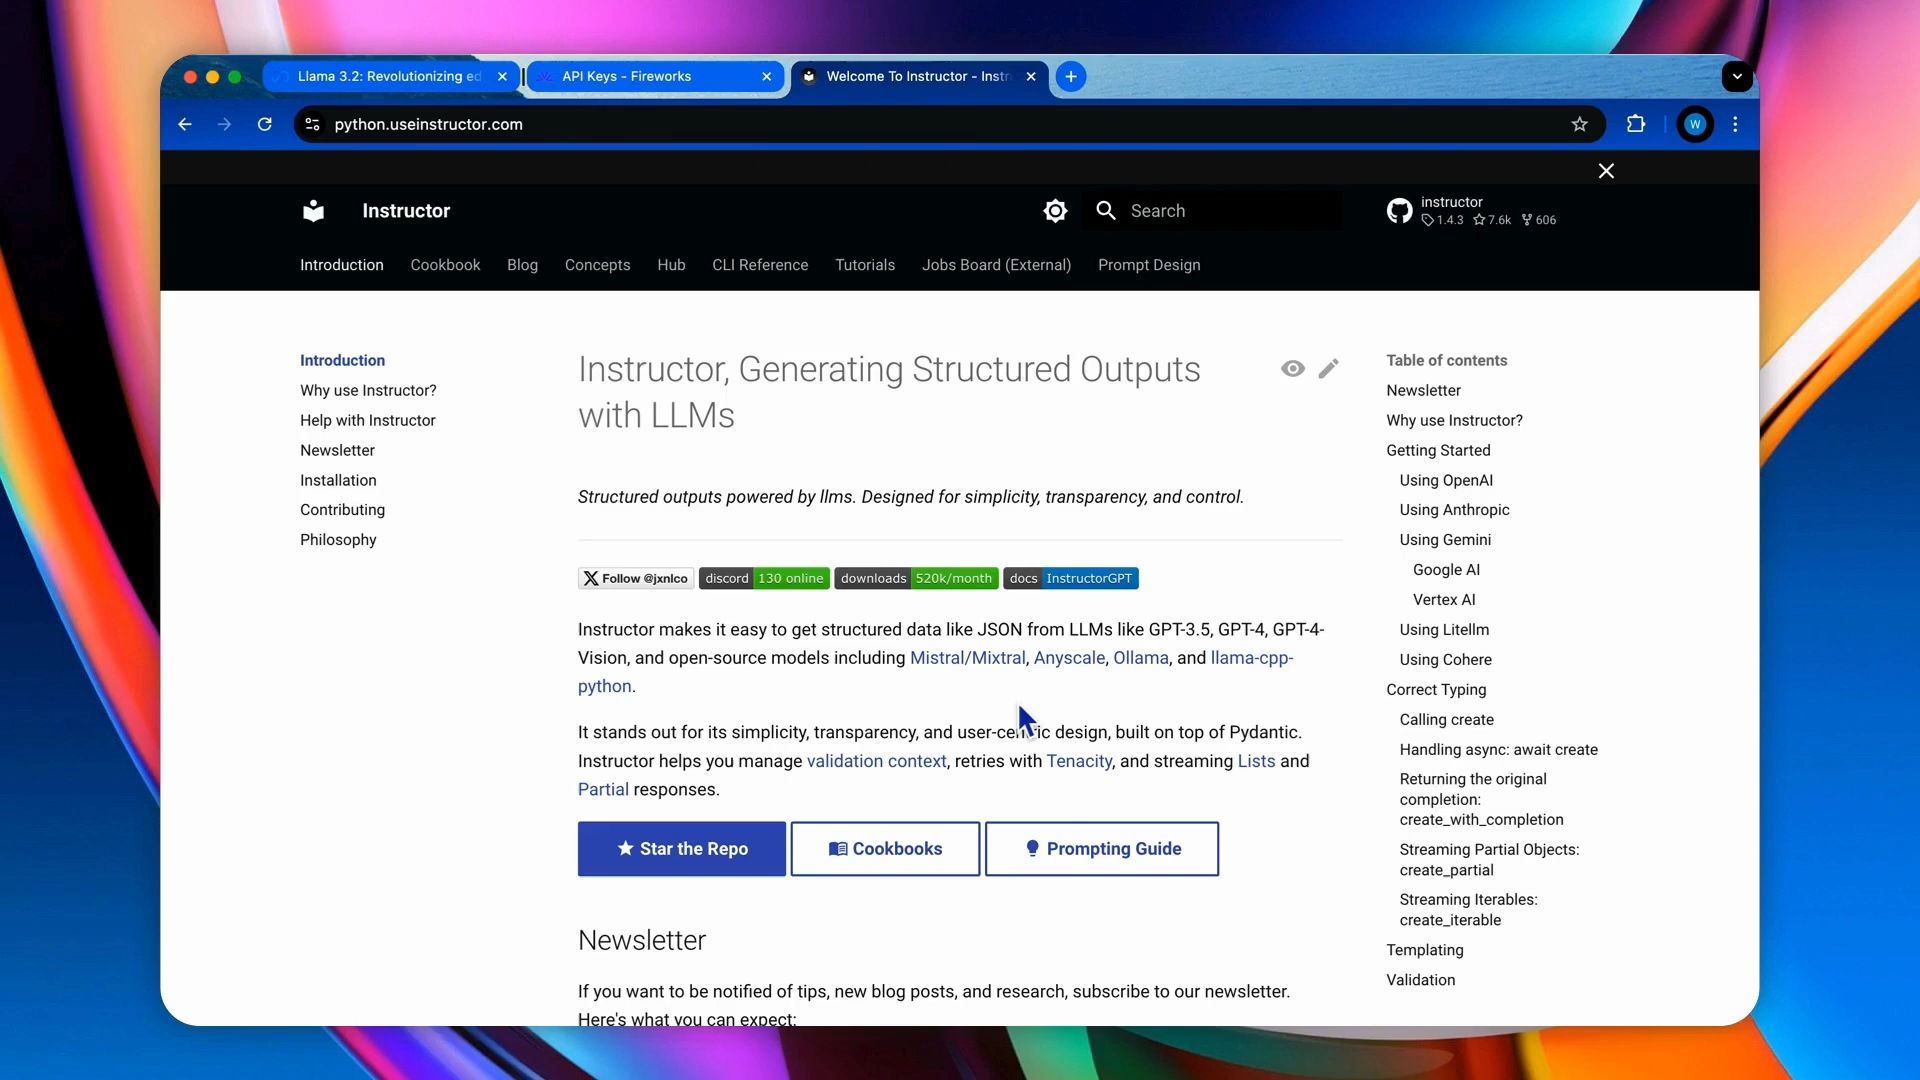 Llama 3.2: Revolutionizing ed
API Keys - Fireworks
Welcome To Instructor - Instr
python.useinstructor.com
W
Instructor
Search
instructor
1.4.3 7.6k 606
Introduction Cookbook Blog Concepts Hub CLI Reference Tutorials Jobs Board (External) Prompt Design
Introduction
Why use Instructor?
Help with Instructor
Newsletter
Installation
Contributing
Philosophy
Instructor, Generating Structured Outputs
with LLMs
Structured outputs powered by llms. Designed for simplicity, transparency, and control.
Follow @jxnlco discord 130 online downloads 520k/month docs InstructorGPT
Instructor makes it easy to get structured data like JSON from LLMs like GPT-3.5, GPT-4, GPT-4-
Vision, and open-source models including Mistral/Mixtral, Anyscale, Ollama, and llama-cpp-
python.
It stands out for its simplicity, transparency, and user-centric design, built on top of Pydantic.
Instructor helps you manage validation context, retries with Tenacity, and streaming Lists and
Partial responses.
Star the Repo Cookbooks Prompting Guide
Newsletter
If you want to be notified of tips, new blog posts, and research, subscribe to our newsletter.
Here's what you can expect:
Table of contents
Newsletter
Why use Instructor?
Getting Started
Using OpenAI
Using Anthropic
Using Gemini
Google AI
Vertex AI
Using Litellm
Using Cohere
Correct Typing
Calling create
Handling async: await create
Returning the original
completion:
create_with_completion
Streaming Partial Objects:
create_partial
Streaming Iterables:
create_iterable
Templating
Validation